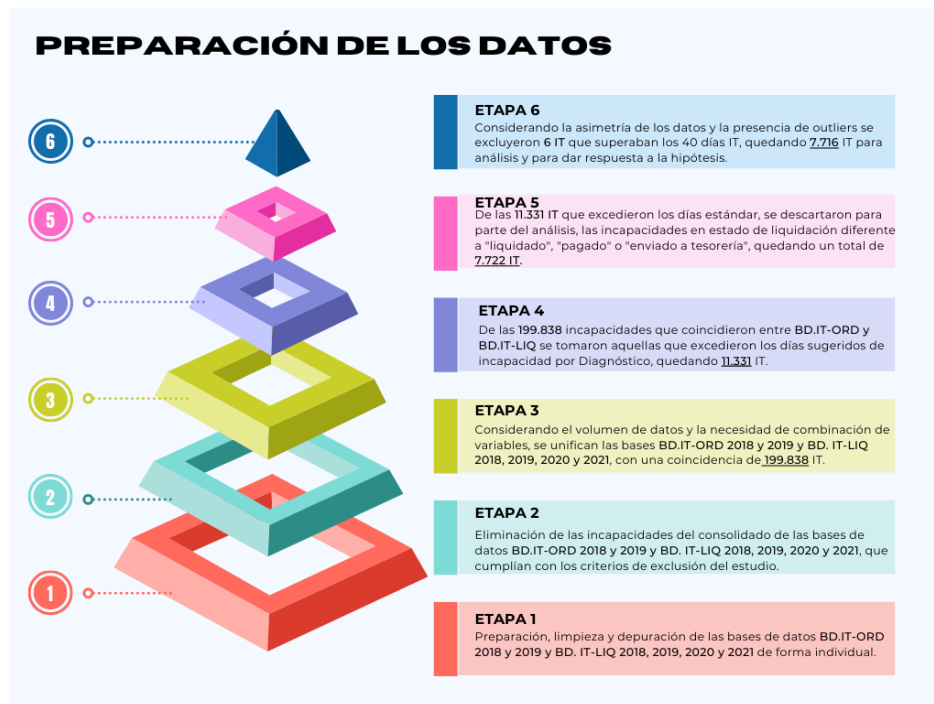 PREPARACIÓN DE LOS DATOS
6
ETAPA 6
Considerando la asimetría de los datos y la presencia de outliers se
excluyeron 6 IT que superaban los 40 días IT, quedando 7.716 IT para
análisis y para dar respuesta a la hipótesis.
5
ETAPA 5
De las 11.331 IT que excedieron los días estándar, se descartaron para
parte del análisis, las incapacidades en estado de liquidación diferente
a "liquidado", "pagado" o "enviado a tesorería", quedando un total de
7.722 IT.
4
ETAPA 4
De las 199.838 incapacidades que coincidieron entre BD.IT-ORD y
BD.IT-LIQ se tomaron aquellas que excedieron los días sugeridos de
incapacidad por Diagnóstico, quedando 11.331 IT.
3
ETAPA 3
Considerando el volumen de datos y la necesidad de combinación de
variables, se unifican las bases BD.IT-ORD 2018 y 2019 y BD. IT-LIQ
2018, 2019, 2020 y 2021, con una coincidencia de 199.838 IT.
2
ETAPA 2
Eliminación de las incapacidades del consolidado de las bases de
datos BD.IT-ORD 2018 y 2019 y BD. IT-LIQ 2018, 2019, 2020 y 2021, que
cumplían con los criterios de exclusión del estudio.
1
ETAPA 1
Preparación, limpieza y depuración de las bases de datos BD.IT-ORD
2018 y 2019 y BD. IT-LIQ 2018, 2019, 2020 y 2021 de forma individual.